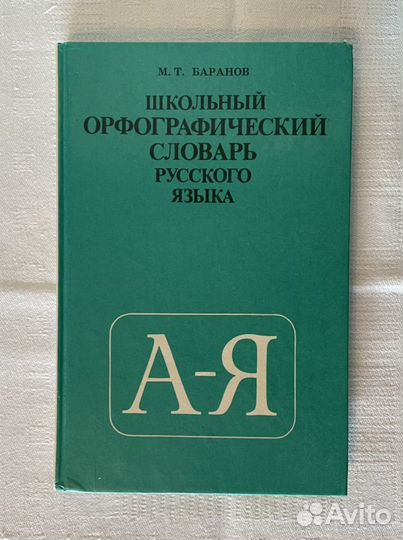 М. Т. БАРАНОВ
ШКОЛЬНЫЙ
ОРФОГРАФИЧЕСКИЙ
СЛОВАРЬ
РУССКОГО
ЯЗЫКА
А-Я
Avito